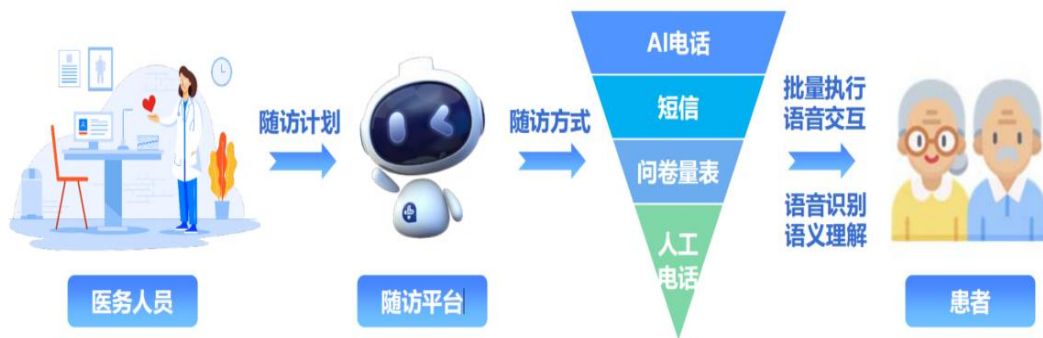 AI电话
短信
问卷量表
人工
电话
随访计划
随访方式
批量执行
语音交互
语音识别
语义理解
医务人员
随访平台
患者